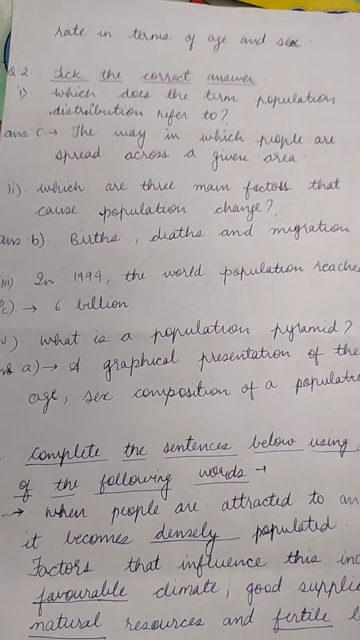 rate in terms of age and sex.
Q.2 Tick the correct answer
i) which does the term population
distribution refer to?
ans. c → The way in which people are
spread across a given area.
ii). which are three main factors that
cause population change?
ans b). Births, deaths and migration
iii) In 1999, the world population reache
c). → 6 billion
v). what is a population pyramid?
a) → A graphical presentation of the
age, sex composition of a populati
complete the sentences below using
of the following words →
→ when people are attracted to an
it becomes densely populated.
Factors that influence this inc
favourable climate; good supplie
natural resources and fertile